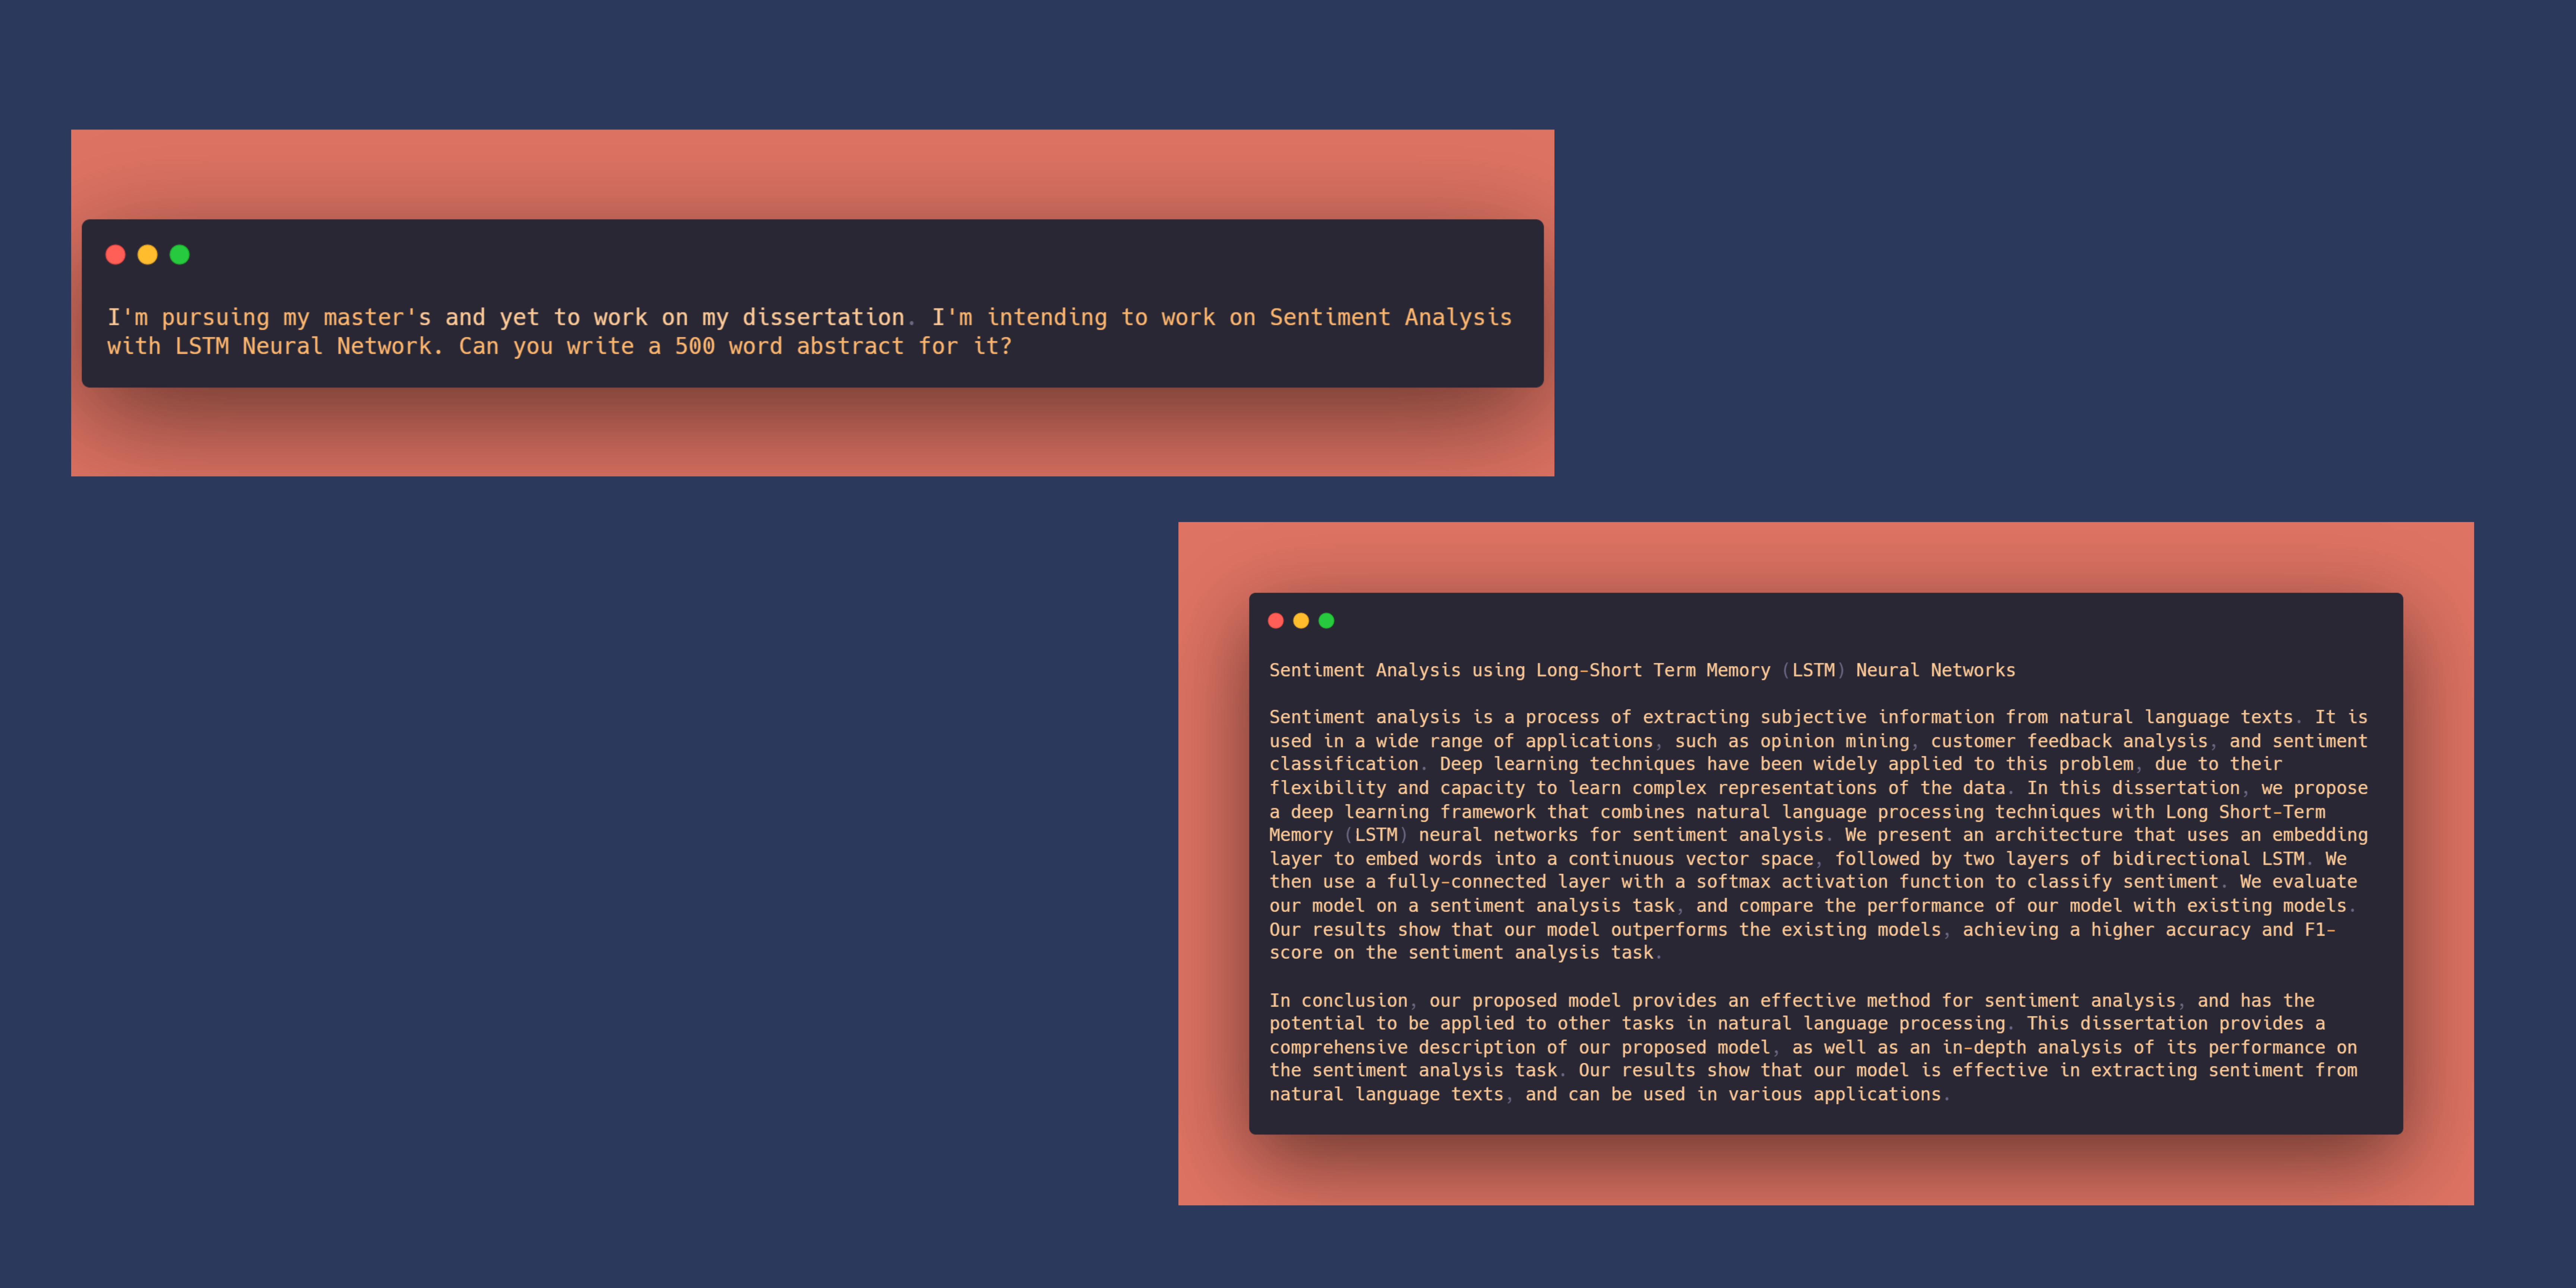 I'm pursuing my master's and yet to work on my dissertation. I'm intending to work on Sentiment Analysis
with LSTM Neural Network. Can you write a 500 word abstract for it?
Sentiment Analysis using Long-Short Term Memory (LSTM) Neural Networks
Sentiment analysis is a process of extracting subjective information from natural language texts. It is
used in a wide range of applications, such as opinion mining, customer feedback analysis, and sentiment
classification. Deep learning techniques have been widely applied to this problem, due to their
flexibility and capacity to learn complex representations of the data. In this dissertation, we propose
a deep learning framework that combines natural language processing techniques with Long Short-Term
Memory (LSTM) neural networks for sentiment analysis. We present an architecture that uses an embedding
layer to embed words into a continuous vector space, followed by two layers of bidirectional LSTM. We
then use a fully-connected layer with a softmax activation function to classify sentiment. We evaluate
our model on a sentiment analysis task, and compare the performance of our model with existing models.
Our results show that our model outperforms the existing models, achieving a higher accuracy and F1-
score on the sentiment analysis task.
In conclusion, our proposed model provides an effective method for sentiment analysis, and has the
potential to be applied to other tasks in natural language processing. This dissertation provides a
comprehensive description of our proposed model, as well as an in-depth analysis of its performance on
the sentiment analysis task. Our results show that our model is effective in extracting sentiment from
natural language texts, and can be used in various applications.